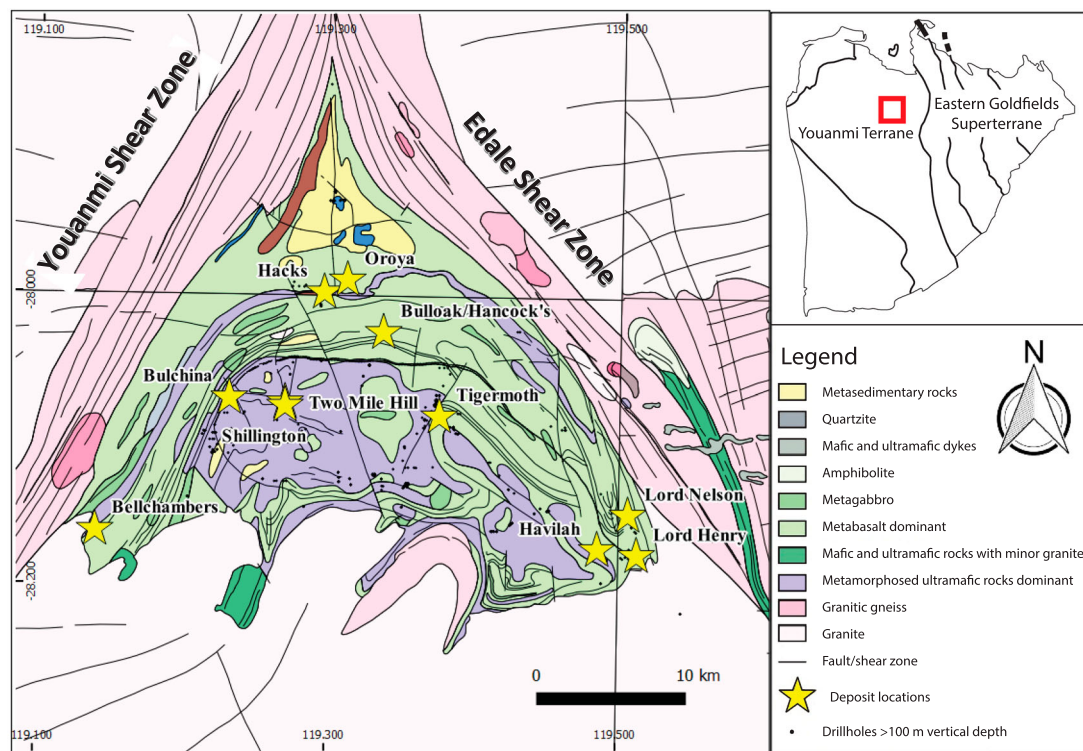 119.100
119.300
119.500
Youanmi Shear Zone
Edale Shear Zone
-28.000
-28.200
Hacks
Oroya
Bulloak/Hancock's
Bulchina
Two Mile Hill
Tigermoth
Shillington
Bellchambers
Lord Nelson
Havilah
Lord Henry
0
10 km
119.100
119.300
119.500
Youanmi Terrane
Eastern Goldfields
Superterrane
Legend
N
Metasedimentary rocks
Quartzite
Mafic and ultramafic dykes
Amphibolite
Metagabbro
Metabasalt dominant
Mafic and ultramafic rocks with minor granite
Metamorphosed ultramafic rocks dominant
Granitic gneiss
Granite
Fault/shear zone
Deposit locations
Drillholes >100 m vertical depth